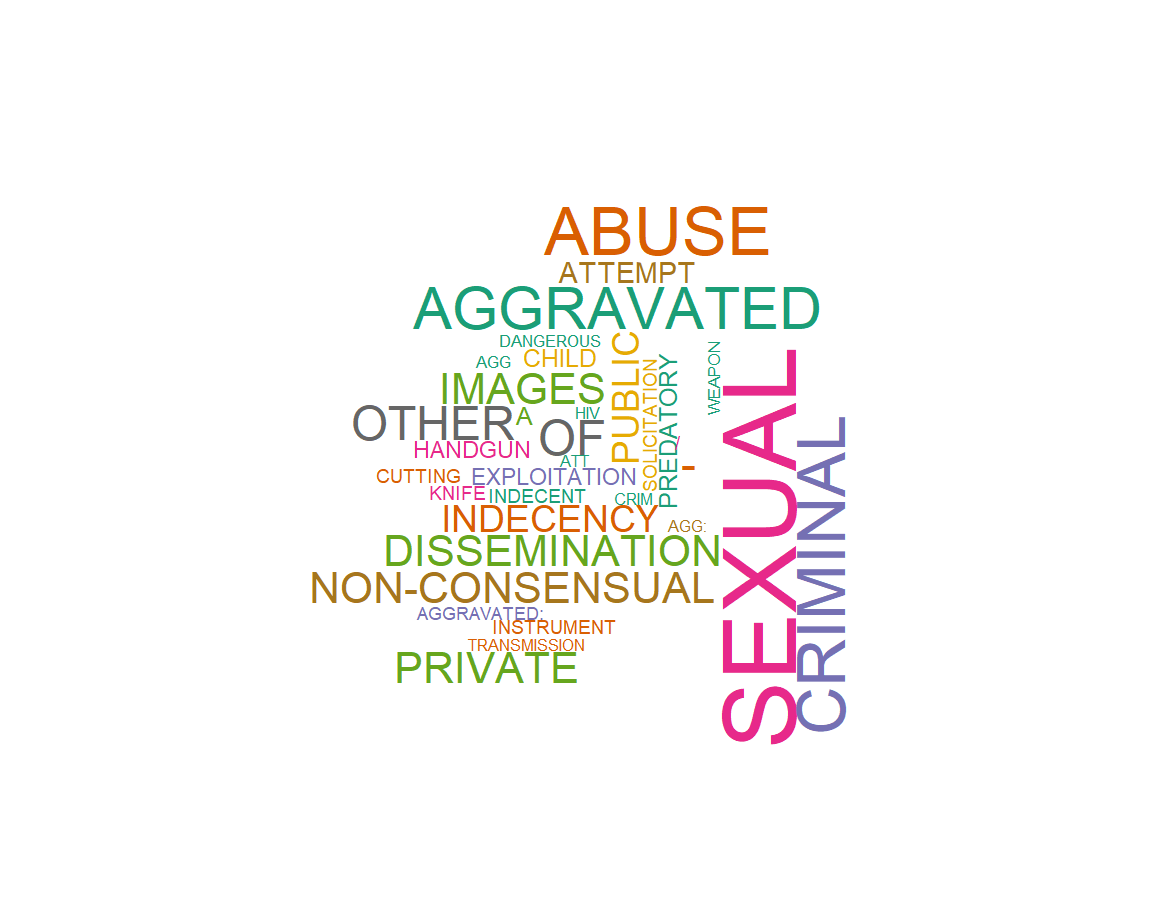 ABUSE
ATTEMPT
AGGRAVATED
DANGEROUS
AGG
CHILD
PUBLIC
SOLICITATION
PREDATORY
WEAPON
IMAGES
OTHER
A
HIV
OF
HANDGUN
/
ATT
-
CUTTING
EXPLOITATION
KNIFE
INDECENT
CRIM
INDECENCY
AGG:
DISSEMINATION
NON-CONSENSUAL
AGGRAVATED:
INSTRUMENT
TRANSMISSION
PRIVATE
SEXUAL
CRIMINAL